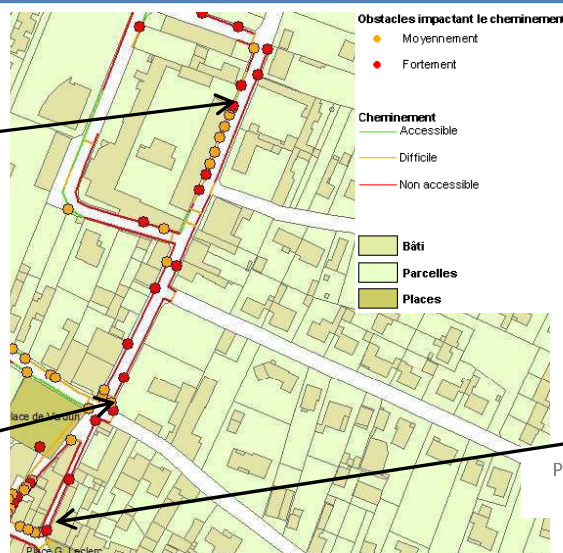 Obstacles impactant le cheminement
Moyennement
Fortement
Cheminement
Accessible
Difficile
Non accessible
Bâti
Parcelles
Places
lace de Verdun
P
Place G. Leclerc